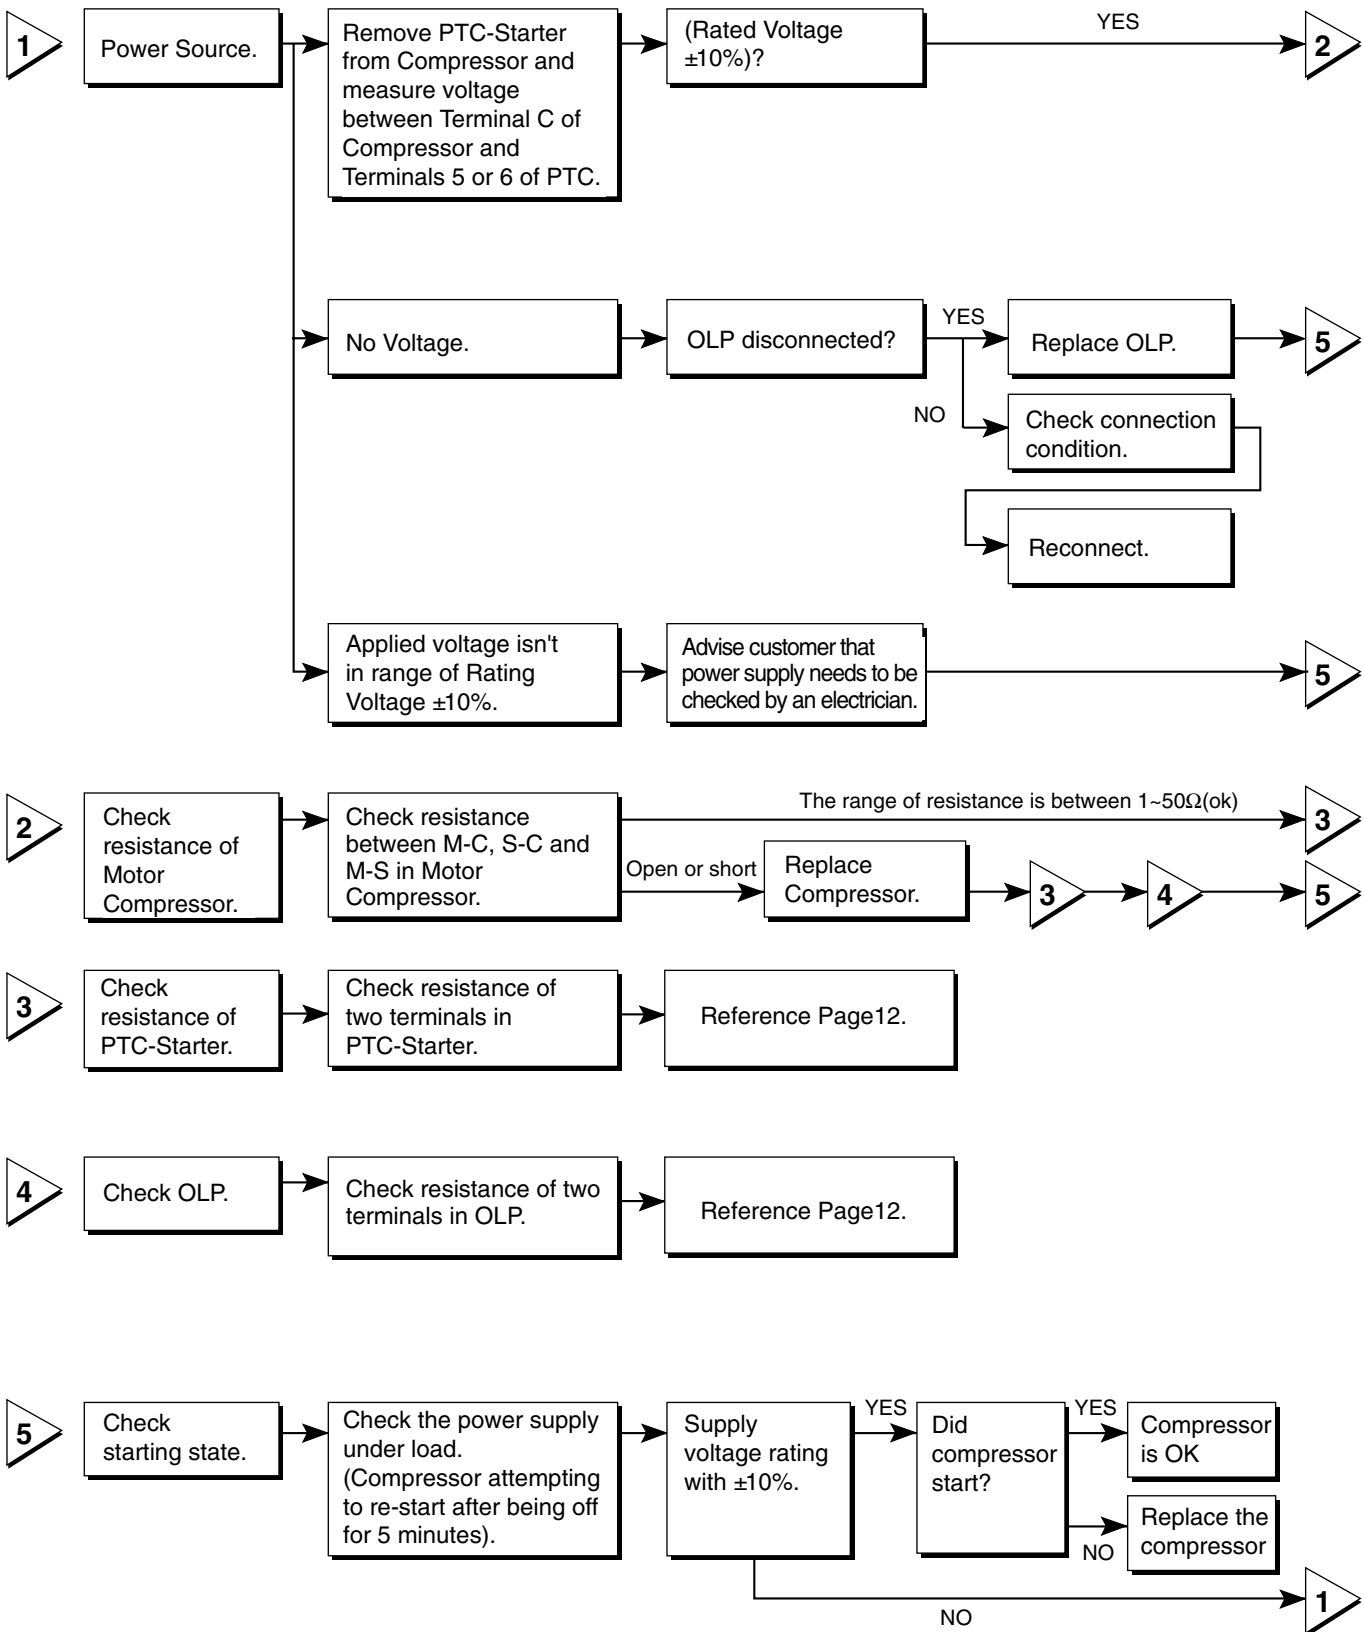 1
Power Source.
Remove PTC-Starter
from Compressor and
measure voltage
between Terminal C of
Compressor and
Terminals 5 or 6 of PTC.
(Rated Voltage
±10%)?
YES
2
No Voltage.
OLP disconnected?
YES
Replace OLP.
5
NO
Check connection
condition.
Reconnect.
Applied voltage isn't
in range of Rating
Voltage ±10%.
Advise customer that
power supply needs to be
checked by an electrician.
5
2
Check
resistance of
Motor
Compressor.
Check resistance
between M-C, S-C and
M-S in Motor
Compressor.
The range of resistance is between 1~50Ω(ok)
3
Open or short
Replace
Compressor.
3
4
5
3
Check
resistance of
PTC-Starter.
Check resistance of
two terminals in
PTC-Starter.
Reference Page12.
4
Check OLP.
Check resistance of two
terminals in OLP.
Reference Page12.
5
Check
starting state.
Check the power supply
under load.
(Compressor attempting
to re-start after being off
for 5 minutes).
Supply
voltage rating
with ±10%.
YES
Did
compressor
start?
YES
Compressor
is OK
NO
Replace the
compressor
NO
1